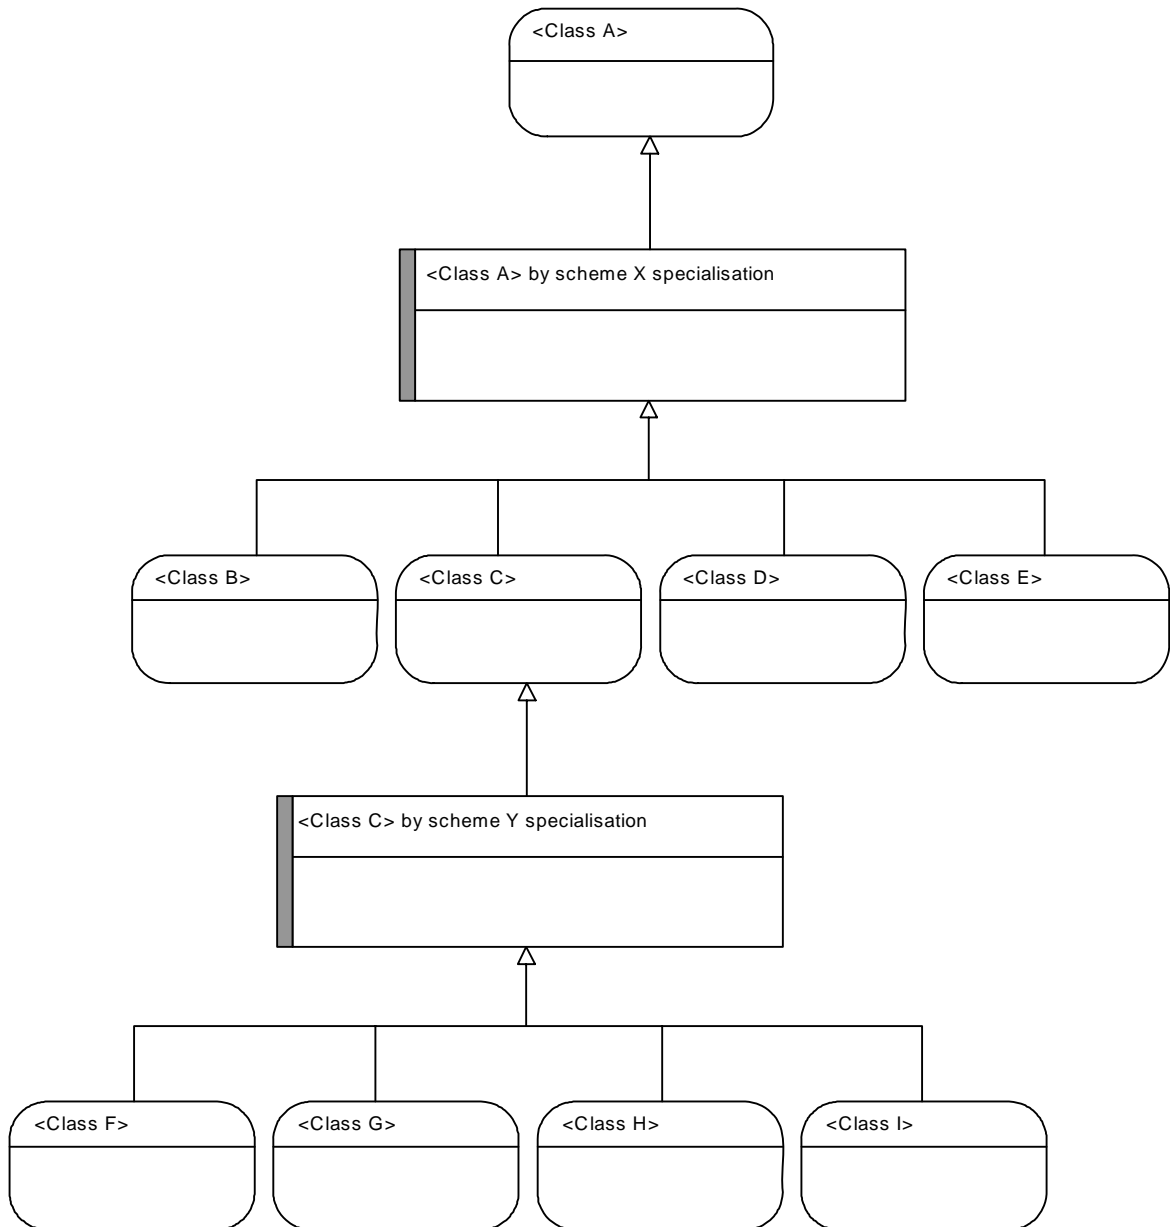 <Class A>
<Class A> by scheme X specialisation
<Class B>
<Class C>
<Class D>
<Class E>
<Class C> by scheme Y specialisation
<Class F>
<Class G>
<Class H>
<Class I>